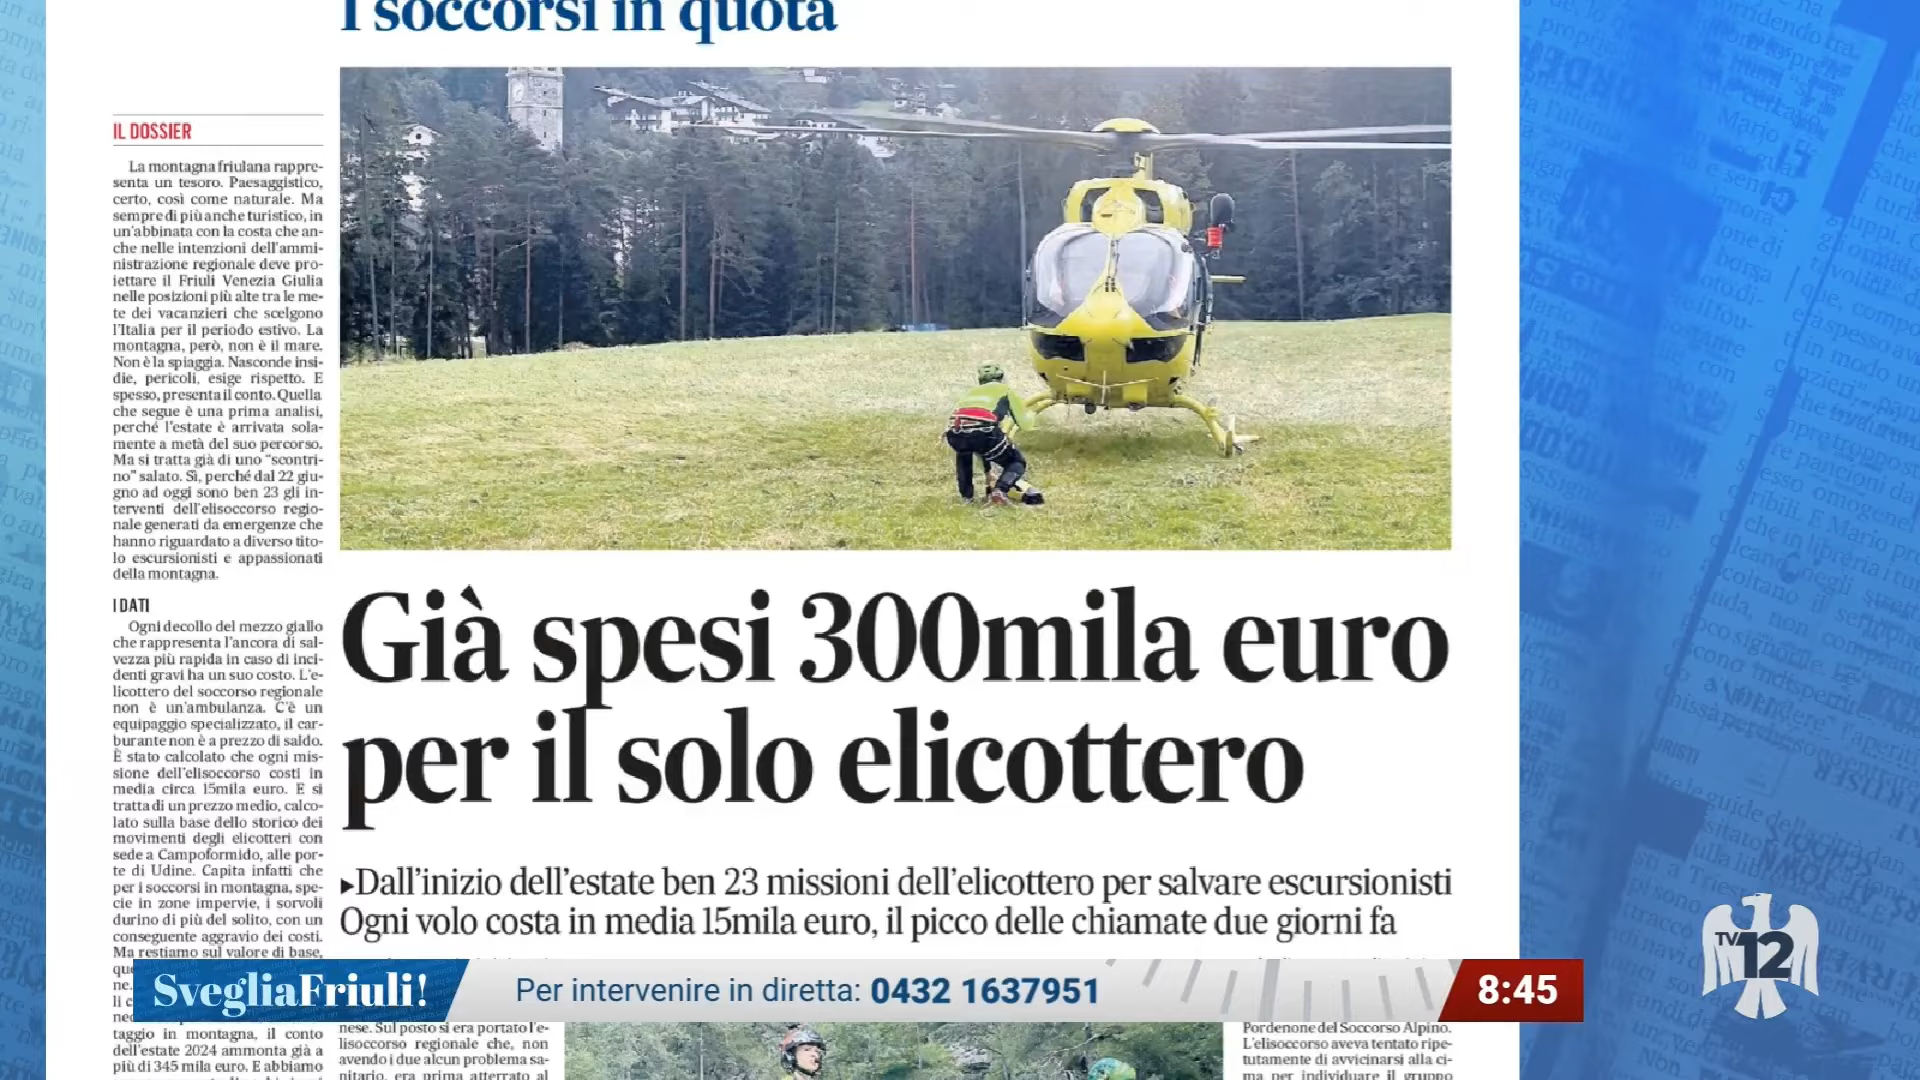 I soccorsi in quota
IL DOSSIER
La montagna friulana rappre-
senta un tesoro. Paesaggistico,
certo, così come naturale. Ma
sempre di più anche turistico, in
un'abbinata con la costa che an-
che nelle intenzioni dell'ammi-
nistrazione regionale deve pro-
iettare il Friuli Venezia Giulia
nelle posizioni più alte tra le me-
te dei vacanzieri che scelgono
l'Italia per il periodo estivo. La
montagna, però, non è il mare.
Non è la spiaggia. Nasconde insi-
die, pericoli, esige rispetto. E
spesso, presenta il conto. Quella
che segue è una prima analisi,
perché l'estate è arrivata sola-
mente a metà del suo percorso.
Ma si tratta già di uno "scontri-
no" salato. Sì, perché dal 22 giu-
gno ad oggi sono ben 23 gli in-
terventi dell'elisoccorso regio-
nale generati da emergenze che
hanno riguardato a diverso tito-
lo escursionisti e appassionati
della montagna.
I DATI
Ogni decollo del mezzo giallo
che rappresenta l'ancora di sal-
vezza più rapida in caso di inci-
denti gravi ha un suo costo. L'e-
licottero del soccorso regionale
non è un'ambulanza. C'è un
equipaggio specializzato, il car-
burante non è a prezzo di saldo.
È stato calcolato che ogni mis-
sione dell'elisoccorso costi in
media circa 15mila euro. E si
tratta di un prezzo medio, calco-
lato sulla base dello storico dei
movimenti degli elicotteri con
sede a Campoformido, alle por-
te di Udine. Capita infatti che
per i soccorsi in montagna, spe-
cie in zone impervie, i sorvoli
durino di più del solito, con un
conseguente aggravio dei costi.
Ma restiamo sul valore di base,
taggio in montagna, il conto
dell'estate 2024 ammonta già a
più di 345 mila euro. E abbiamo
Già spesi 300mila euro
per il solo elicottero
▸Dall'inizio dell'estate ben 23 missioni dell'elicottero per salvare escursionisti
Ogni volo costa in media 15mila euro, il picco delle chiamate due giorni fa
nese. Sul posto si era portato l'e-
lisoccorso regionale che, non
avendo i due alcun problema sa-
nitario, era prima atterrato al
Pordenone del Soccorso Alpino.
L'elisoccorso aveva tentato ripe-
tutamente di avvicinarsi alla ci-
ma per individuare il gruppo
SvegliaFriuli!
Per intervenire in diretta: 0432 1637951
8:45
TV12